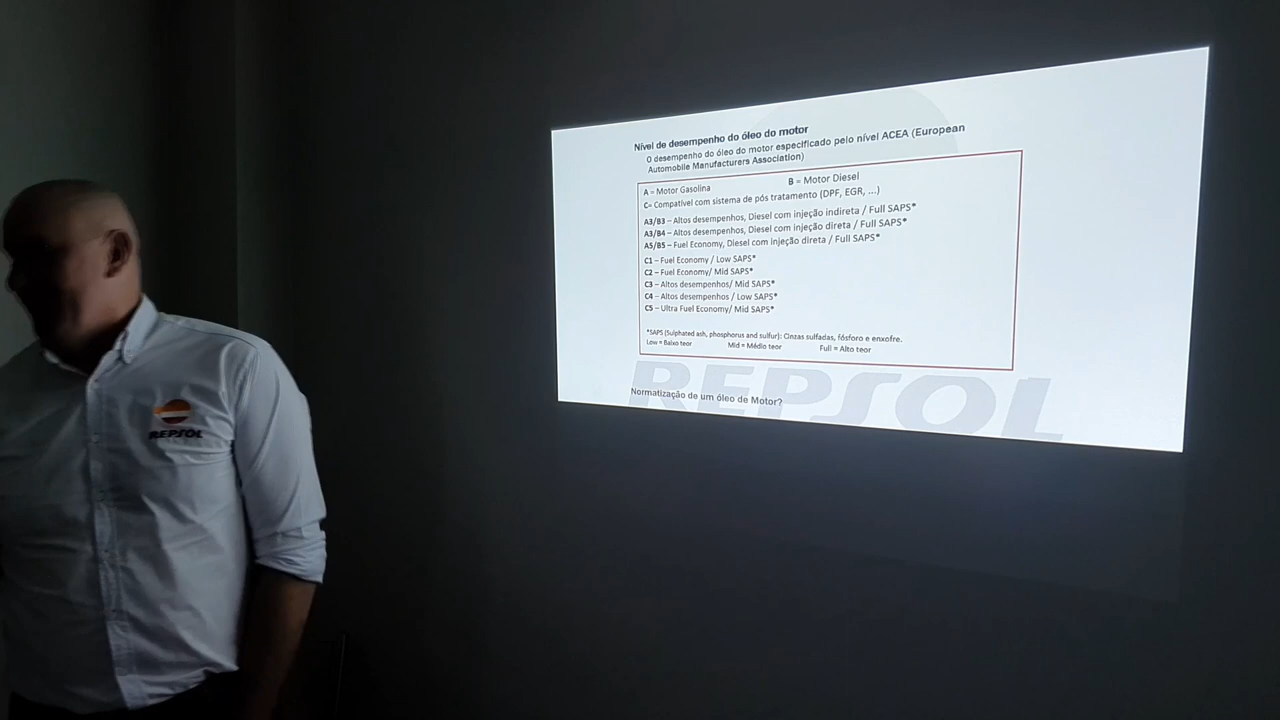 Nível de desempenho do óleo do motor
O desempenho do óleo do motor especificado pelo nível ACEA (European
Automobile Manufacturers Association)
A = Motor Gasolina
B = Motor Diesel
C= Compatível com sistema de pós tratamento (DPF, EGR, ...)
A3/B3 – Altos desempenhos, Diesel com injeção indireta / Full SAPS*
A3/B4 – Altos desempenhos, Diesel com injeção direta / Full SAPS*
A5/B5 – Fuel Economy, Diesel com injeção direta / Full SAPS*
C1 – Fuel Economy / Low SAPS*
C2 – Fuel Economy/ Mid SAPS*
C3 – Altos desempenhos/ Mid SAPS*
C4 – Altos desempenhos / Low SAPS*
C5 – Ultra Fuel Economy/ Mid SAPS*
*SAPS (Sulphated ash, phosphorus and sulfur): Cinzas sulfadas, fósforo e enxofre.
Low = Baixo teor
Mid = Médio teor
Full = Alto teor
REPSOL
Normatização de um óleo de Motor?
REPSOL